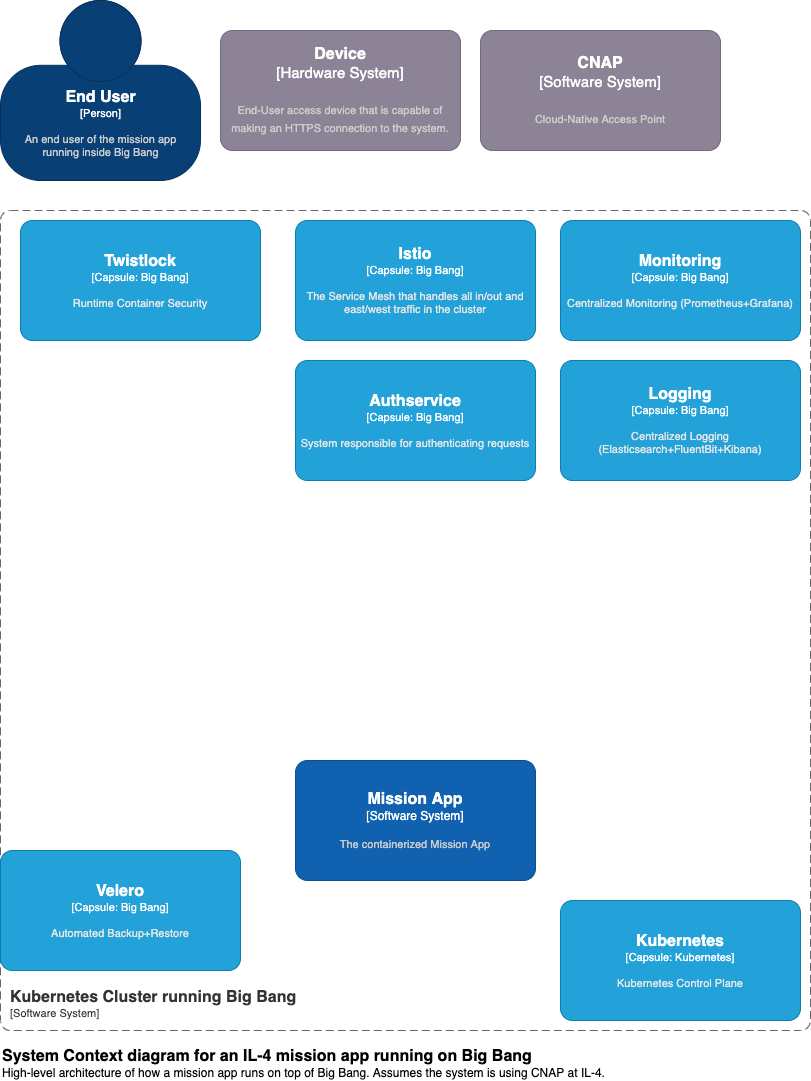 End User
[Person]
An end user of the mission app
running inside Big Bang
Device
[Hardware System]
End-User access device that is capable of
making an HTTPS connection to the system.
CNAP
[Software System]
Cloud-Native Access Point
Twistlock
[Capsule: Big Bang]
Runtime Container Security
Istio
[Capsule: Big Bang]
The Service Mesh that handles all in/out and
east/west traffic in the cluster
Monitoring
[Capsule: Big Bang]
Centralized Monitoring (Prometheus+Grafana)
Authservice
[Capsule: Big Bang]
System responsible for authenticating requests
Logging
[Capsule: Big Bang]
Centralized Logging
(Elasticsearch+FluentBit+Kibana)
Mission App
[Software System]
The containerized Mission App
Velero
[Capsule: Big Bang]
Automated Backup+Restore
Kubernetes
[Capsule: Kubernetes]
Kubernetes Control Plane
Kubernetes Cluster running Big Bang
[Software System]
System Context diagram for an IL-4 mission app running on Big Bang
High-level architecture of how a mission app runs on top of Big Bang. Assumes the system is using CNAP at IL-4.